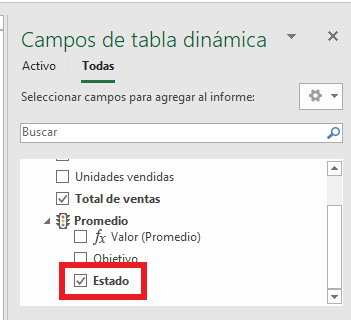 Campos de tabla dinámica
Activo Todas
Seleccionar campos para agregar al informe:
Buscar
Unidades vendidas
Total de ventas
Promedio
fx Valor (Promedio)
Objetivo
Estado